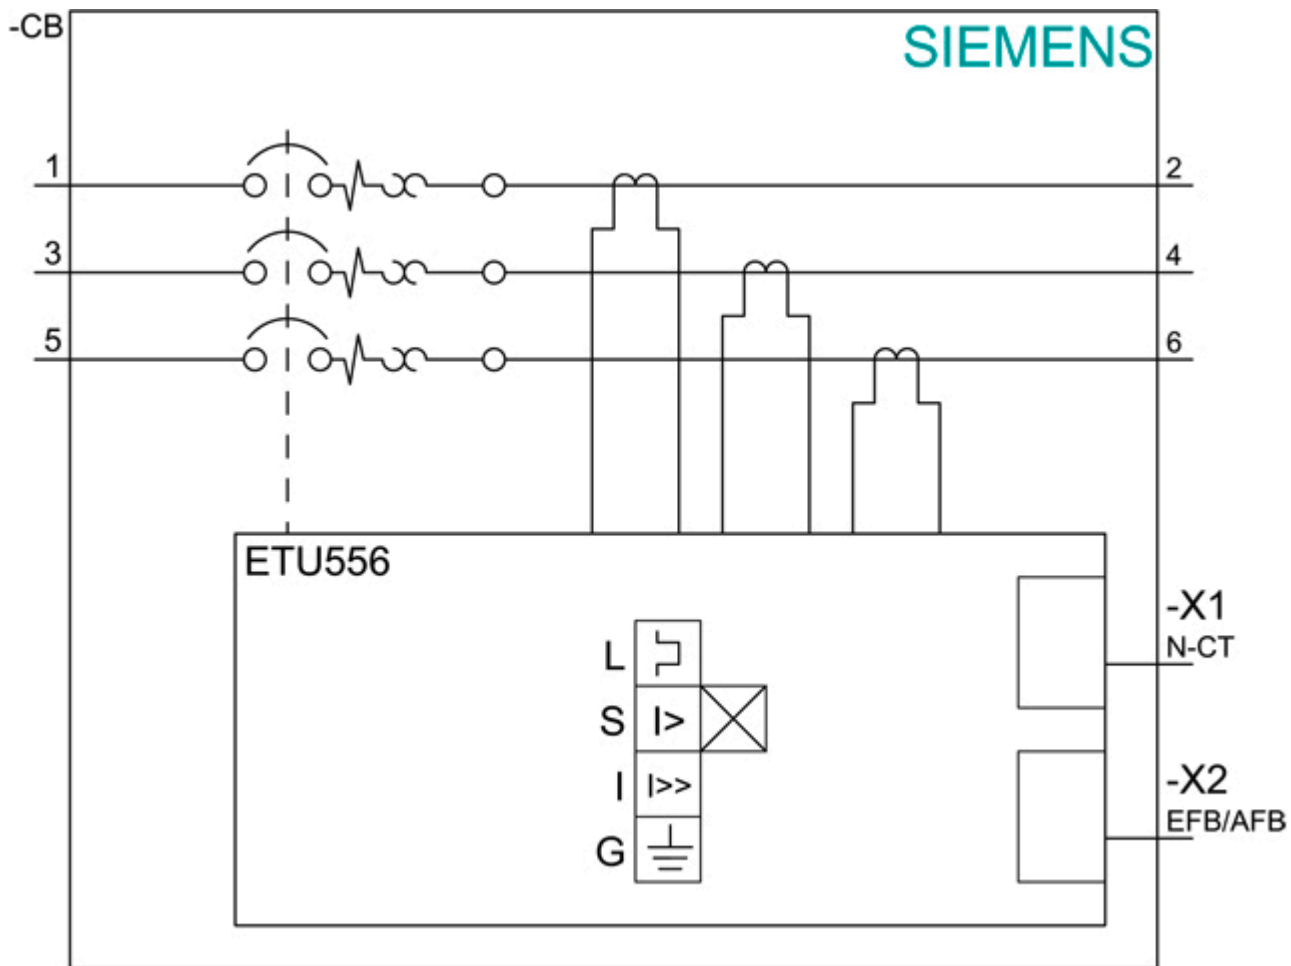 -CB
SIEMENS
1
2
3
4
5
6
ETU556
-X1
N-CT
L
S I>
I I>>
G
-X2
EFB/AFB